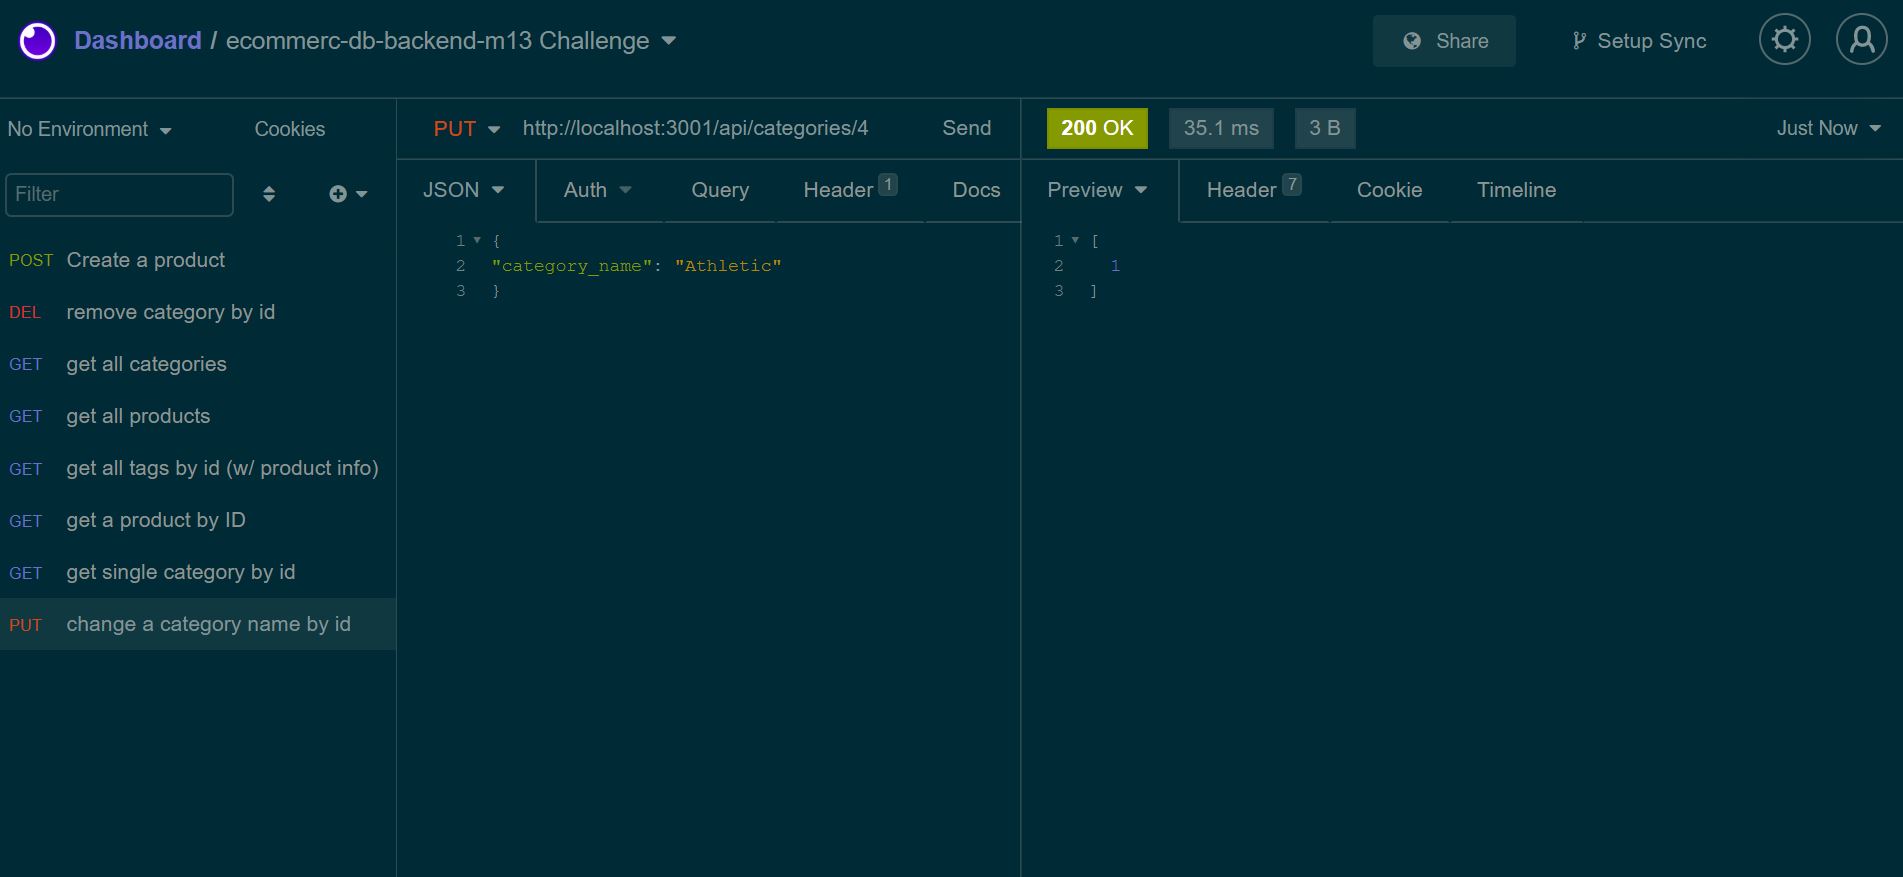 Dashboard / ecommerc-db-backend-m13 Challenge
Share
Setup Sync
No Environment
Cookies
Filter
POST Create a product
DEL remove category by id
GET get all categories
GET get all products
GET get all tags by id (w/ product info)
GET get a product by ID
GET get single category by id
PUT change a category name by id
PUT http://localhost:3001/api/categories/4 Send
JSON Auth Query Header 1 Docs
1 {
2 "category_name": "Athletic"
3 }
200 OK 35.1 ms 3 B Just Now
Preview Header 7 Cookie Timeline
1 [
2 1
3 ]